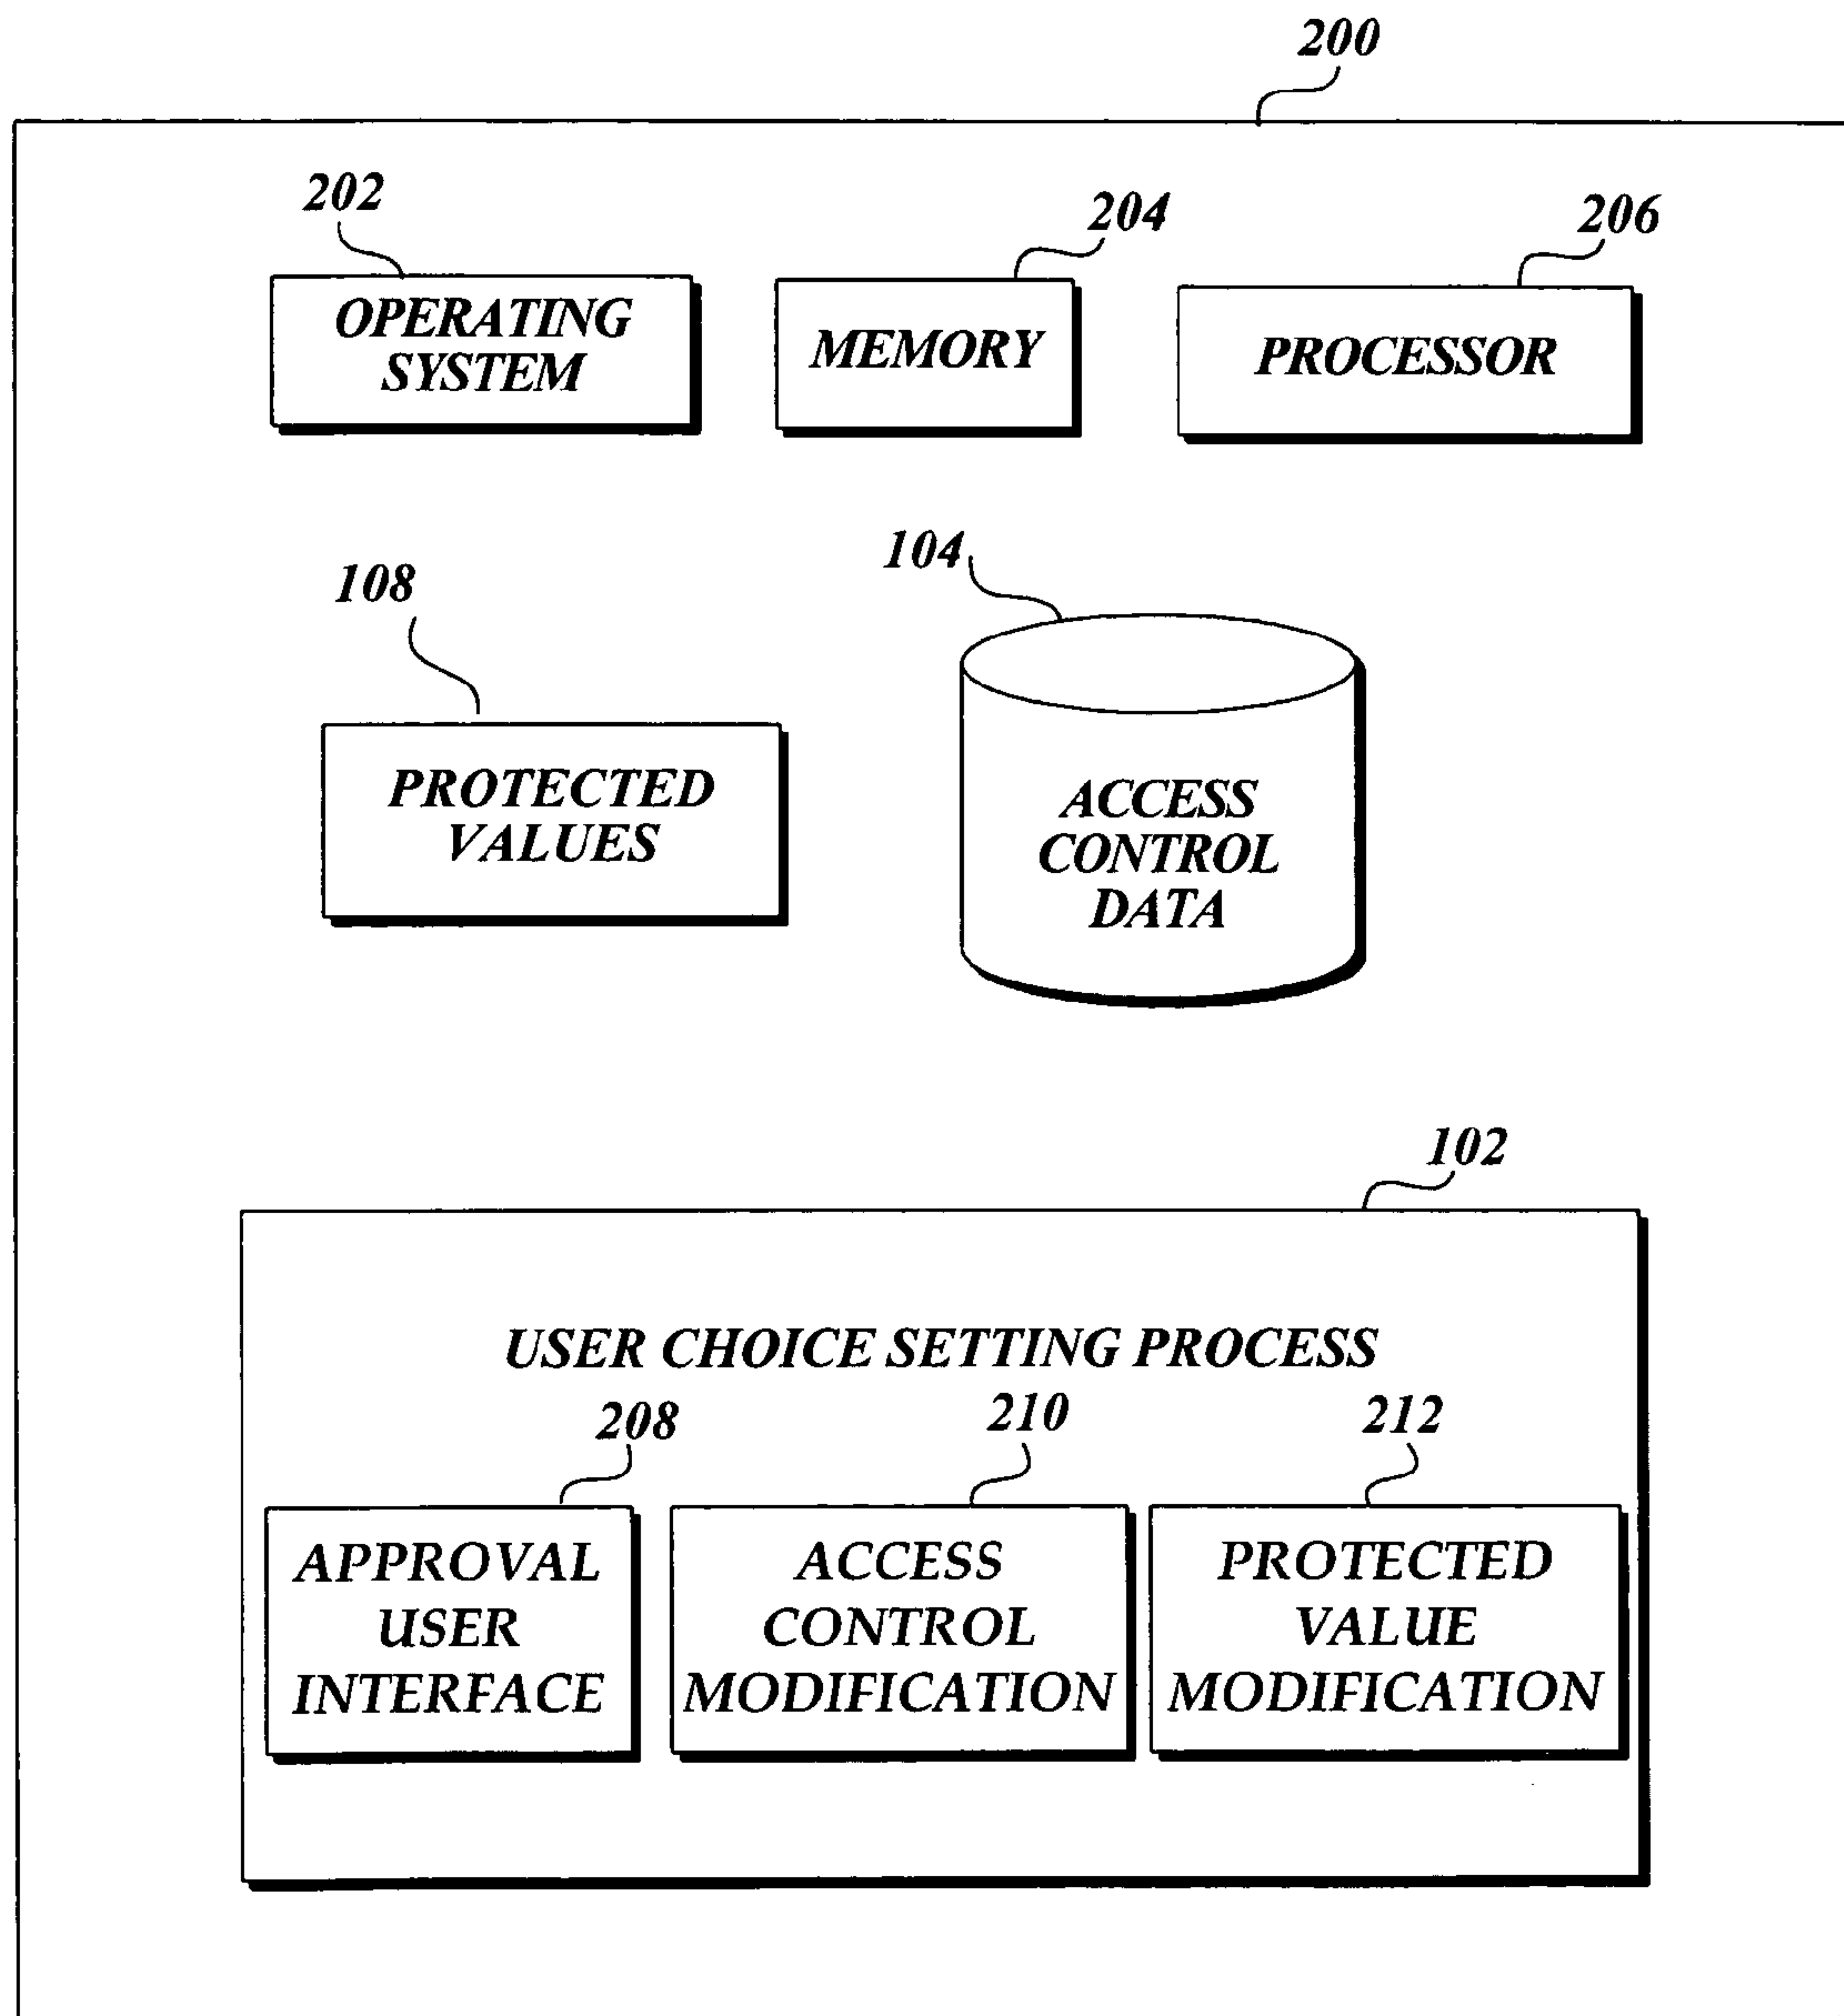 200
202
204
206
OPERATING
SYSTEM
MEMORY
PROCESSOR
108
104
PROTECTED
VALUES
ACCESS
CONTROL
DATA
102
USER CHOICE SETTING PROCESS
208
210
212
APPROVAL
USER
INTERFACE
ACCESS
CONTROL
MODIFICATION
PROTECTED
VALUE
MODIFICATION